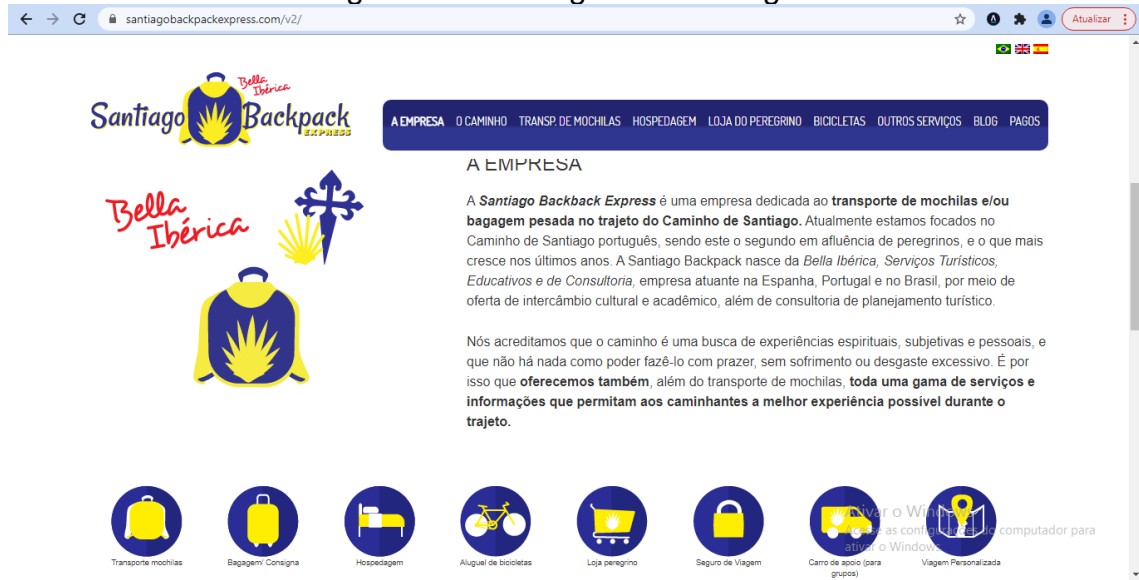 santiagobackpackexpress.com/v2/
Atualizar
Bella
Ibérica
Santiago Backpack
EXPRESS
A EMPRESA O CAMINHO TRANSP. DE MOCHILAS HOSPEDAGEM LOJA DO PEREGRINO BICICLETAS OUTROS SERVIÇOS BLOG PAGOS
A EMPRESA
Bella
Ibérica
A Santiago Backback Express é uma empresa dedicada ao transporte de mochilas e/ou
bagagem pesada no trajeto do Caminho de Santiago. Atualmente estamos focados no
Caminho de Santiago português, sendo este o segundo em afluência de peregrinos, e o que mais
cresce nos últimos anos. A Santiago Backpack nasce da Bella Ibérica, Serviços Turísticos,
Educativos e de Consultoria, empresa atuante na Espanha, Portugal e no Brasil, por meio de
oferta de intercâmbio cultural e acadêmico, além de consultoria de planejamento turístico.
Nós acreditamos que o caminho é uma busca de experiências espirituais, subjetivas e pessoais, e
que não há nada como poder fazê-lo com prazer, sem sofrimento ou desgaste excessivo. É por
isso que oferecemos também, além do transporte de mochilas, toda uma gama de serviços e
informações que permitam aos caminhantes a melhor experiência possível durante o
trajeto.
Ativar o Windows
Acesse as configurações do computador para
ativar o Windows.
Transporte mochilas Bagagem/ Consigna Hospedagem Aluguel de bicicletas Loja peregrino Seguro de Viagem Carro de apoio (para
grupos) Viagem Personalizada